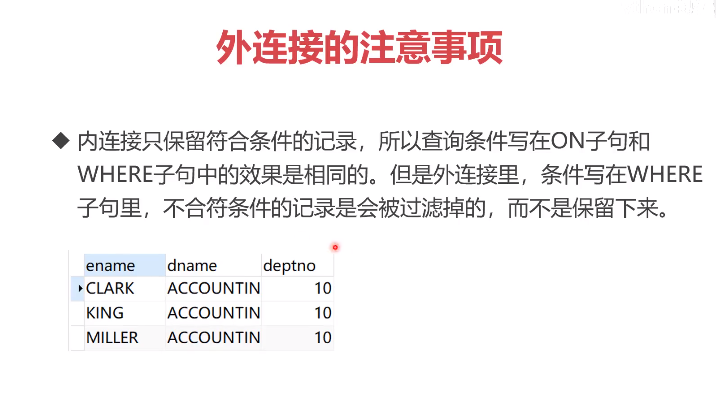 外连接的注意事项
◆ 内连接只保留符合条件的记录，所以查询条件写在ON子句和
WHERE子句中的效果是相同的。但是外连接里，条件写在WHERE
子句里，不合符条件的记录是会被过滤掉的，而不是保留下来。
ename dname deptno
CLARK ACCOUNTIN 10
KING ACCOUNTIN 10
MILLER ACCOUNTIN 10